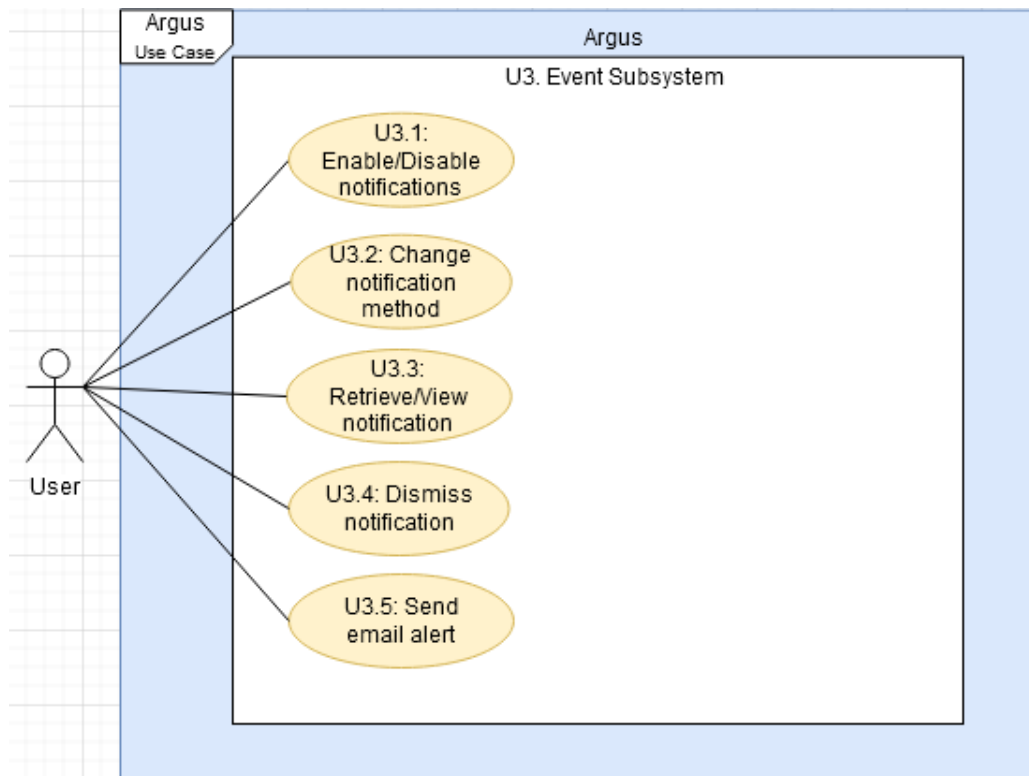 Argus
Use Case
Argus
U3. Event Subsystem
U3.1:
Enable/Disable
notifications
U3.2: Change
notification
method
U3.3:
Retrieve/View
notification
U3.4: Dismiss
notification
U3.5: Send
email alert
User